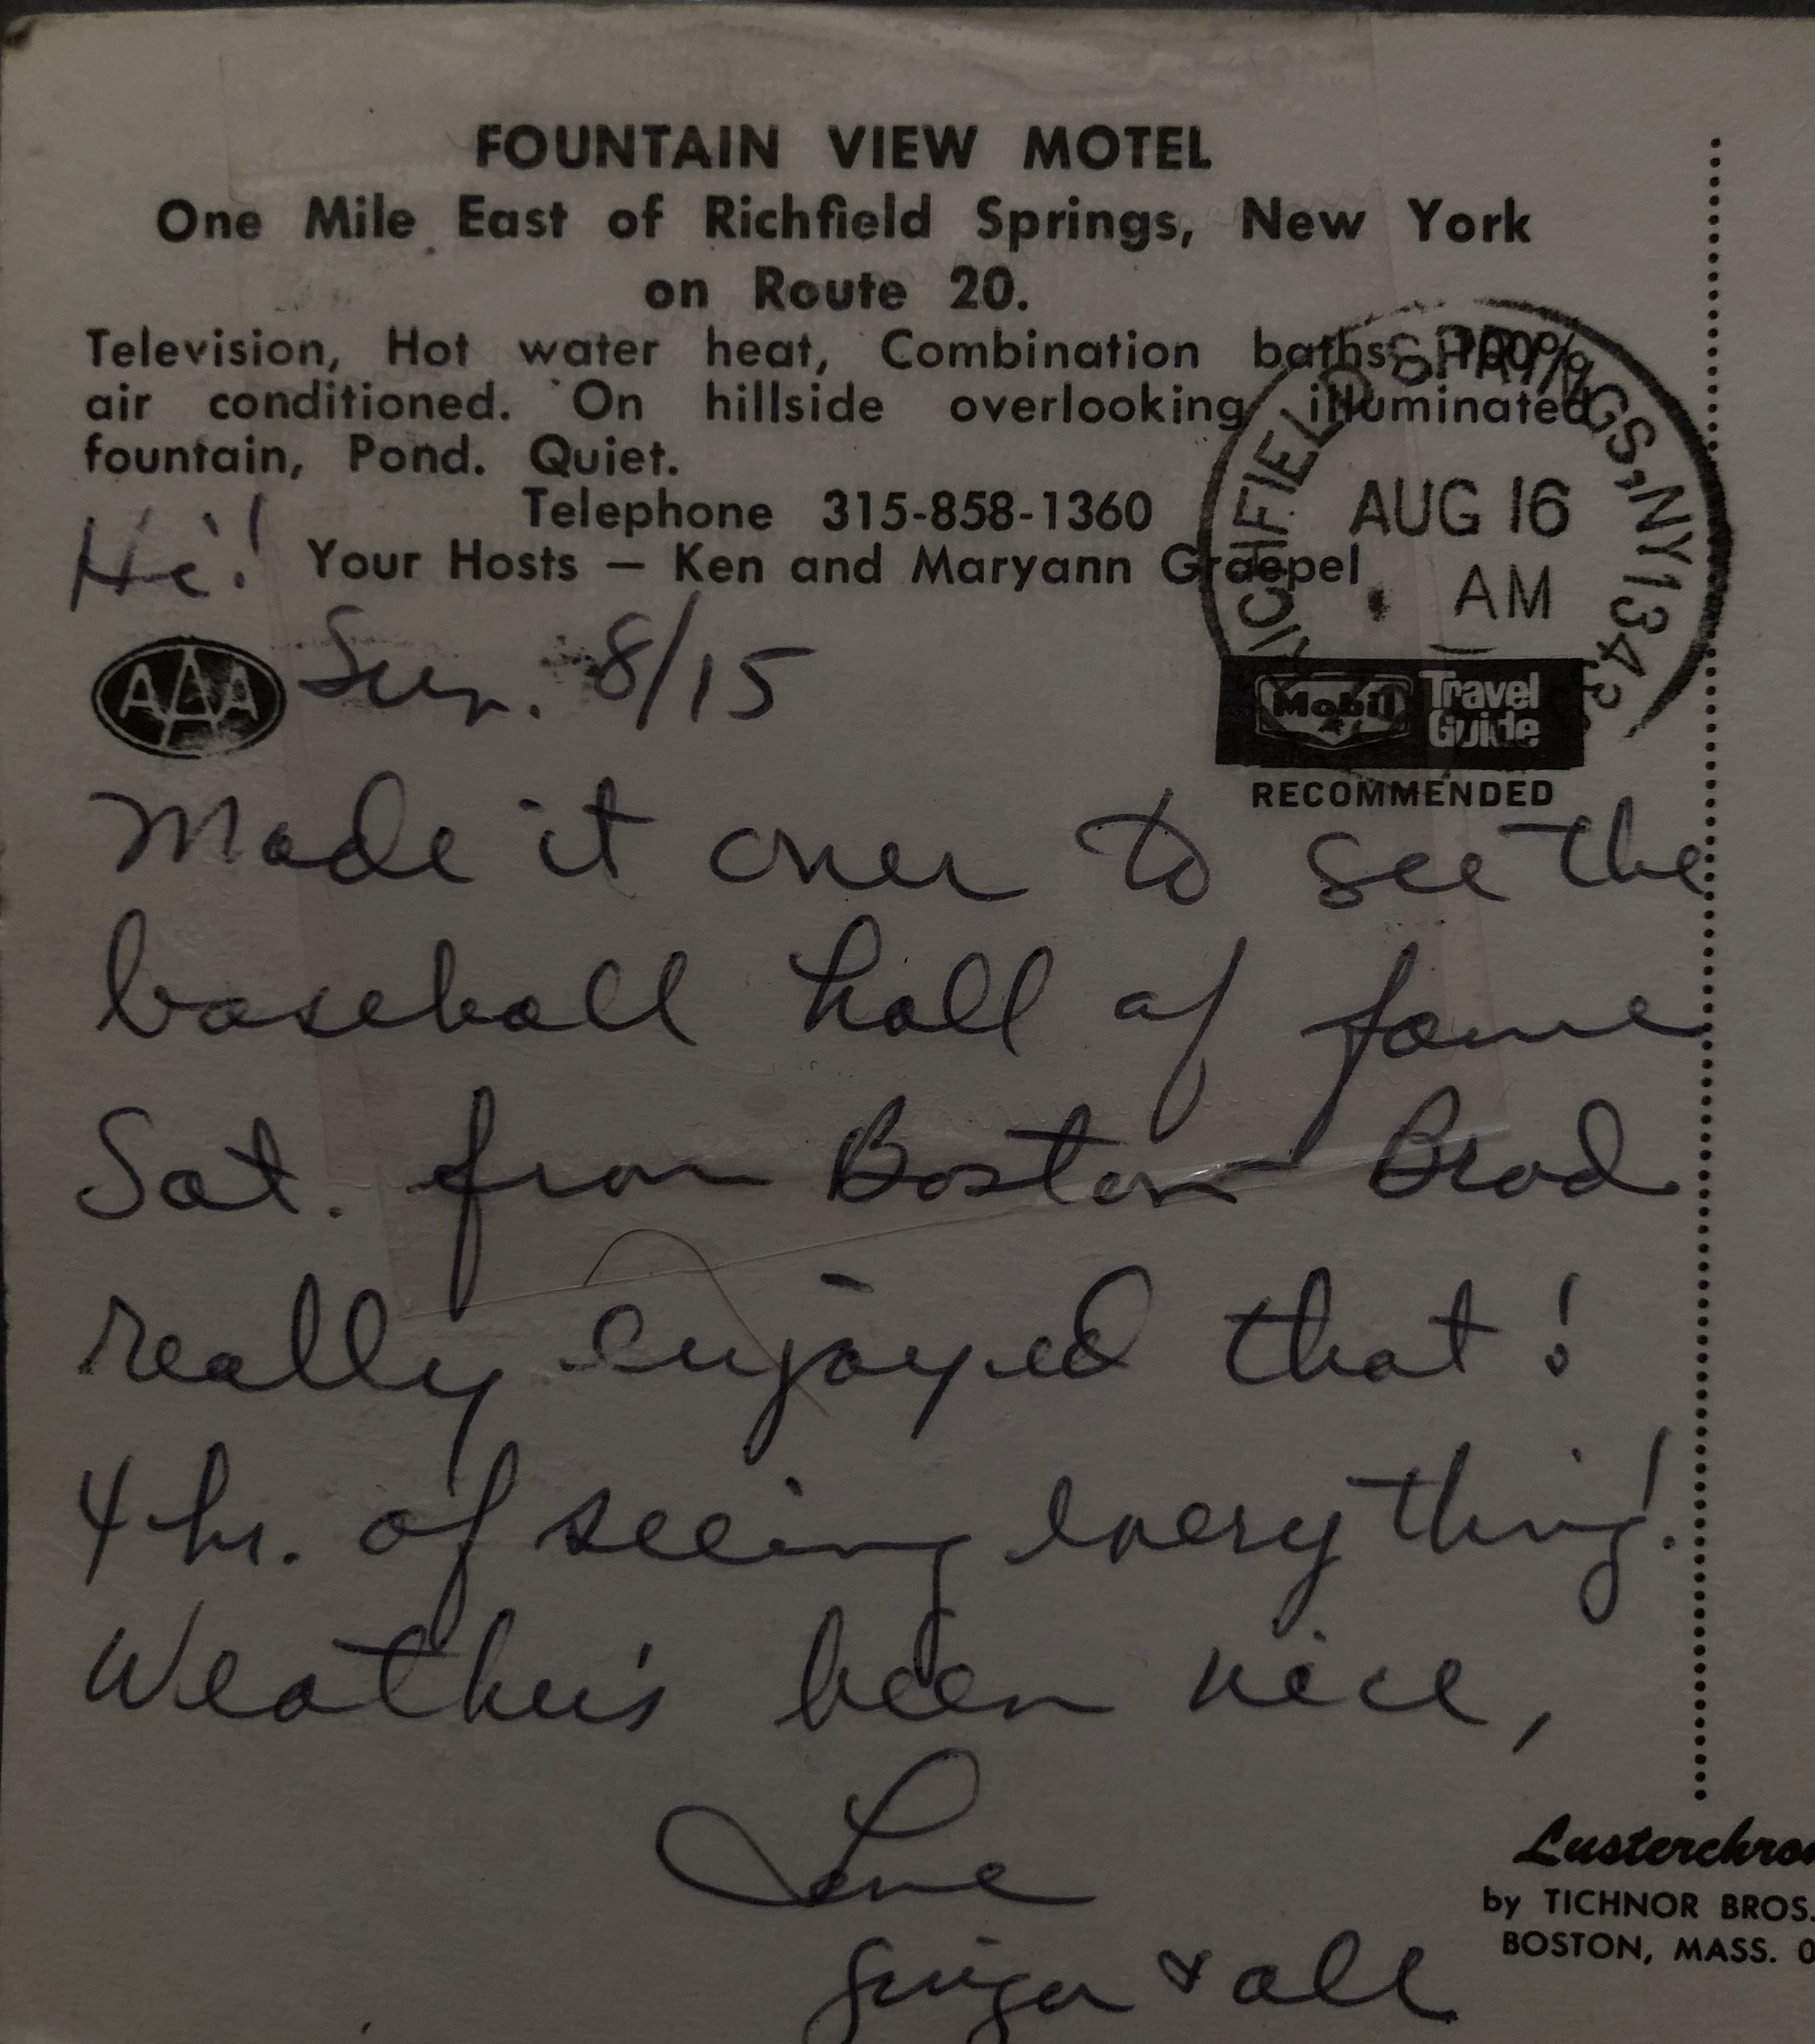 FOUNTAIN VIEW MOTEL
One Mile East of Richfield Springs, New York
on Route 20.
Television, Hot water heat, Combination baths, 100%
air conditioned. On hillside overlooking illuminated
fountain, Pond. Quiet.
Telephone 315-858-1360
Your Hosts — Ken and Maryann Graepel
RICHFIELD SPRINGS, NY 134
AUG 16
AM
Hi!
AAA
Sun. 8/15
Mobil Travel Guide
RECOMMENDED
Made it over to see the
baseball hall of fame
Sat. from Boston Brad
really enjoyed that!
4 hr. of seeing everything!
Weather's been nice,
Love
Ginger & all
Lusterchro
by TICHNOR BROS.
BOSTON, MASS. 0